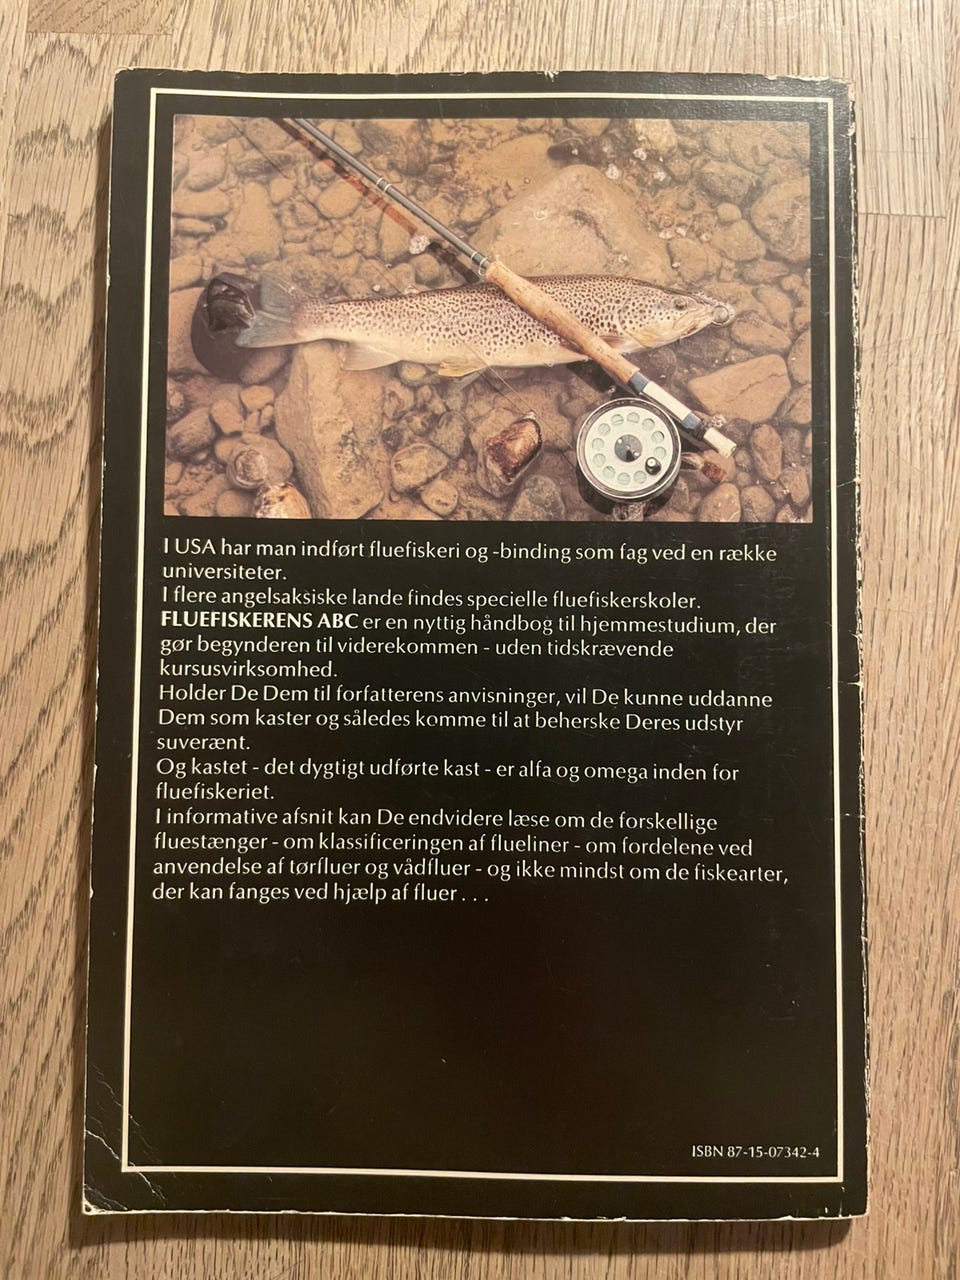 I USA har man indført fluefiskeri og -binding som fag ved en række
universiteter.
I flere angelsaksiske lande findes specielle fluefiskerskoler.
FLUEFISKERENS ABC er en nyttig håndbog til hjemmestudium, der
gør begynderen til viderekommen - uden tidskrævende
kursusvirksomhed.
Holder De Dem til forfatterens anvisninger, vil De kunne uddanne
Dem som kaster og således komme til at beherske Deres udstyr
suverænt.
Og kastet - det dygtigt udførte kast - er alfa og omega inden for
fluefiskeriet.
I informative afsnit kan De endvidere læse om de forskellige
fluestænger - om klassificeringen af flueliner - om fordelene ved
anvendelse af tørfluer og vådfluer - og ikke mindst om de fiskearter,
der kan fanges ved hjælp af fluer . . .
ISBN 87-15-07342-4